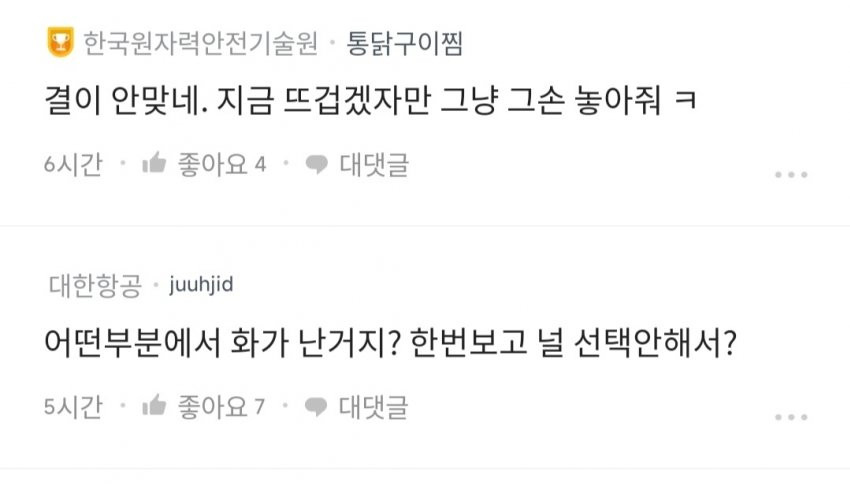 한국원자력안전기술원 · 통닭구이찜
결이 안맞네. 지금 뜨겁겠자만 그냥 그손 놓아줘 ㅋ
6시간 · 좋아요 4 · 대댓글
대한항공 · juuhjid
어떤부분에서 화가 난거지? 한번보고 널 선택안해서?
5시간 · 좋아요 7 · 대댓글